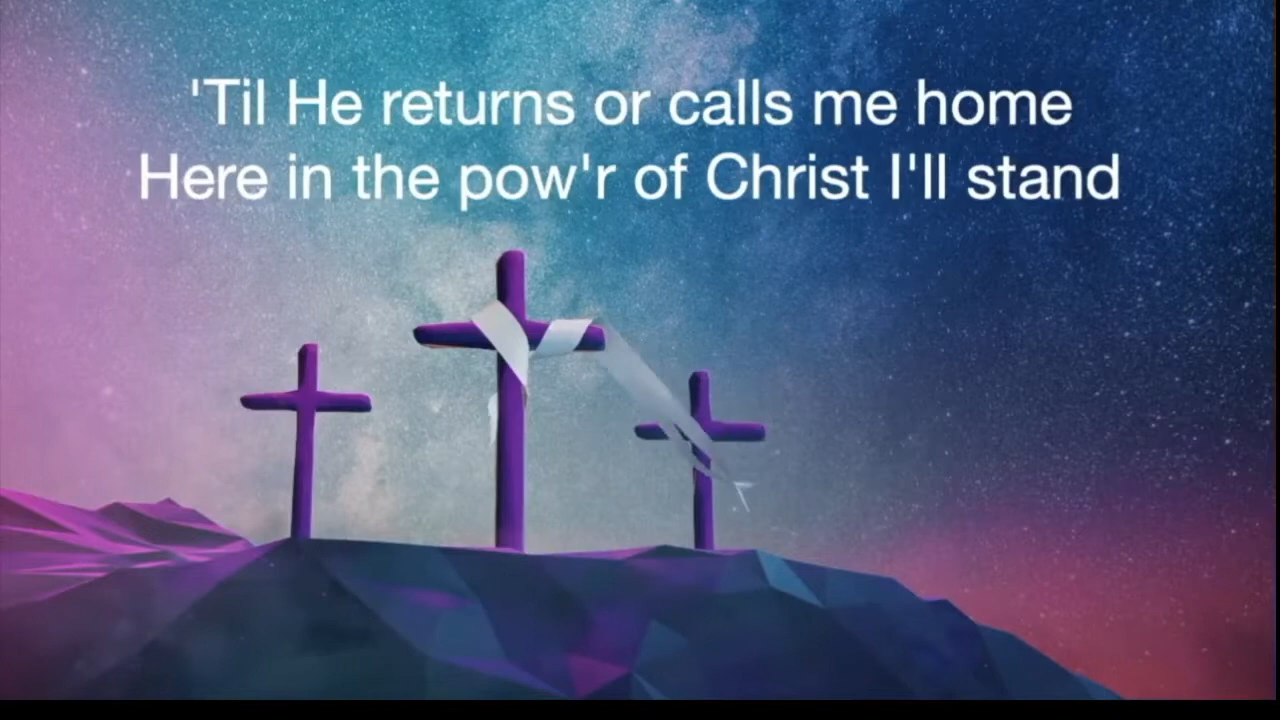 'Til He returns or calls me home
Here in the pow'r of Christ I'll stand